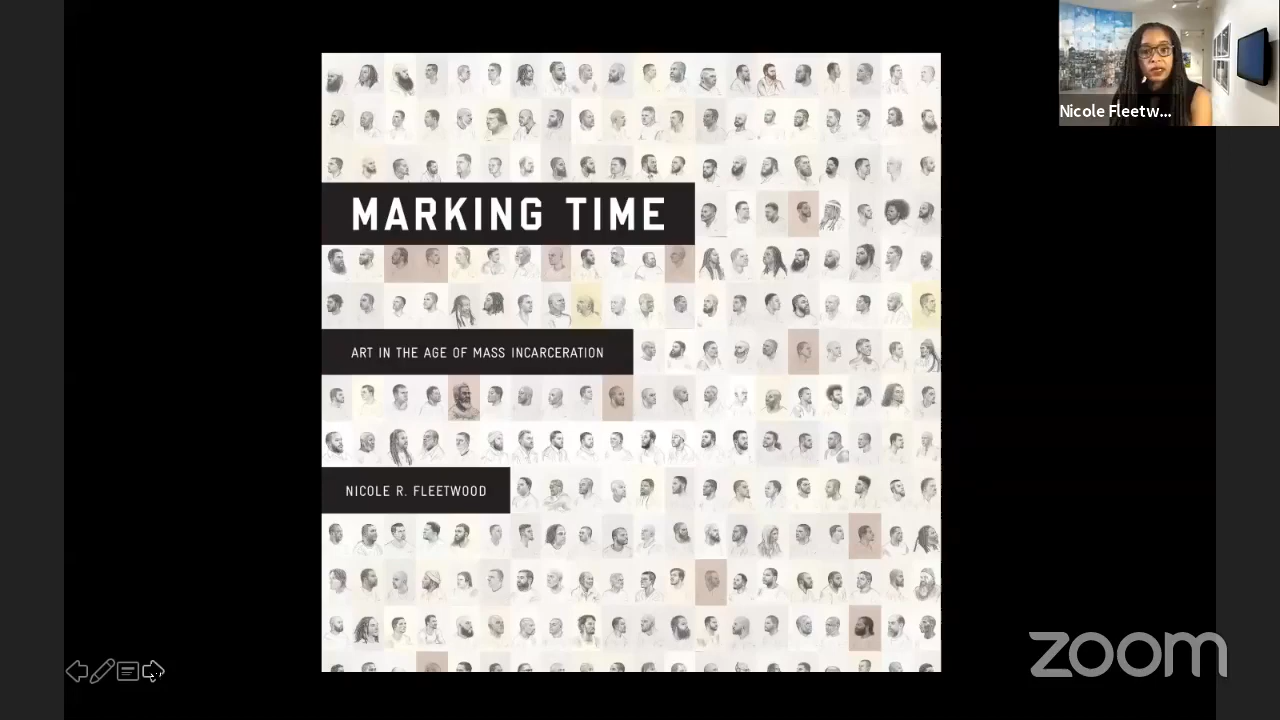 Nicole Fleetw...
MARKING TIME
ART IN THE AGE OF MASS INCARCERATION
NICOLE R. FLEETWOOD
zoom